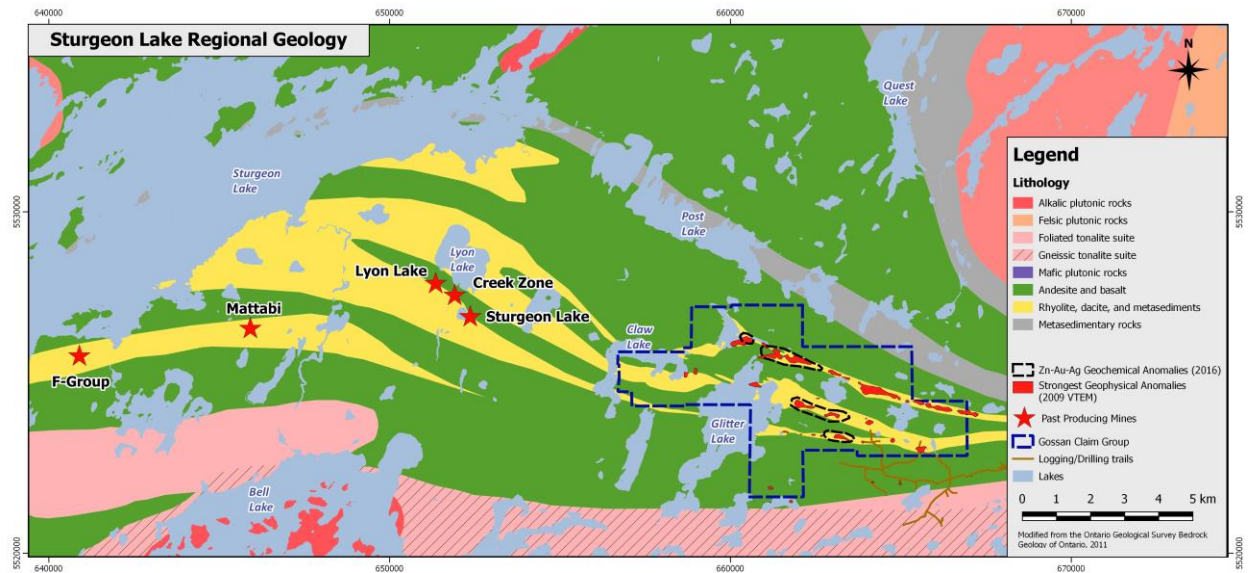 640000
650000
660000
670000
Sturgeon Lake Regional Geology
N
Quest
Lake
Sturgeon
Lake
5530000
5530000
Post
Lake
Lyon
Lake
Lyon Lake
Creek Zone
Sturgeon Lake
Mattabi
F-Group
Claw
Lake
Glitter
Lake
Bell
Lake
Legend
Lithology
Alkalic plutonic rocks
Felsic plutonic rocks
Foliated tonalite suite
Gneissic tonalite suite
Mafic plutonic rocks
Andesite and basalt
Rhyolite, dacite, and metasediments
Metasedimentary rocks
Zn-Au-Ag Geochemical Anomalies (2016)
Strongest Geophysical Anomalies
(2009 VTEM)
Past Producing Mines
Gossan Claim Group
Logging/Drilling trails
Lakes
0 1 2 3 4 5 km
Modified from the Ontario Geological Survey Bedrock
Geology of Ontario, 2011
5520000
5520000
640000
650000
660000
670000